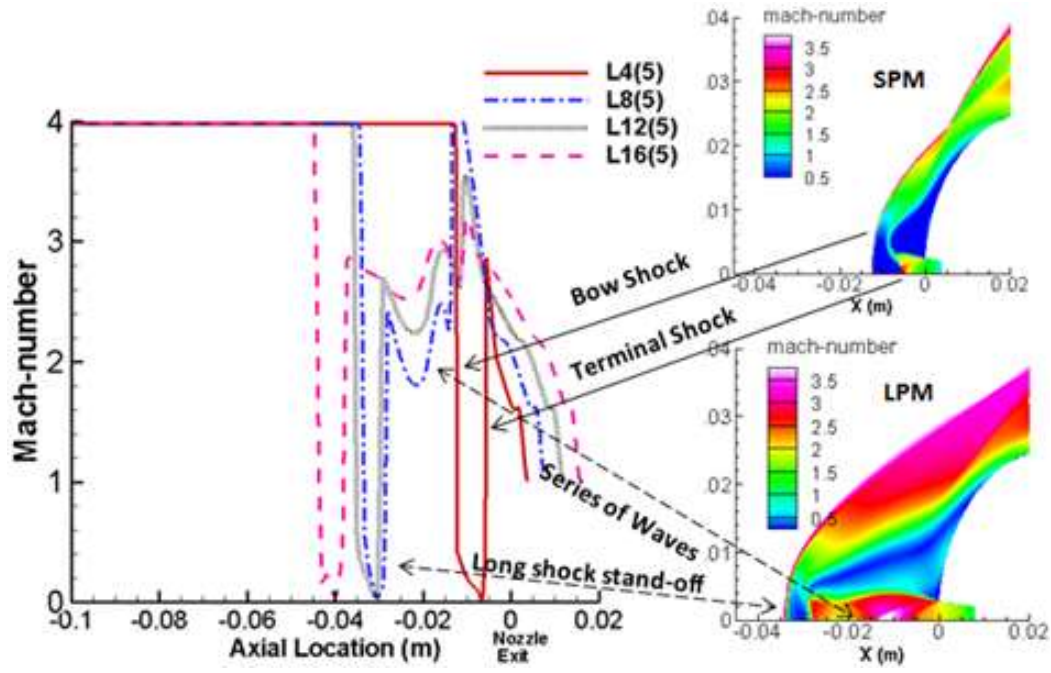 L4(5)
L8(5)
L12(5)
L16(5)
Mach-number
4
3
2
1
0
-0.1
-0.08
-0.06
-0.04
-0.02
0
0.02
Axial Location (m)
Nozzle
Exit
Bow Shock
Terminal Shock
Series of Waves
Long shock stand-off
mach-number
3.5
3
2.5
2
1.5
1
0.5
SPM
.04
.03
.02
.01
0
-0.04
-0.02
0
0.02
X (m)
mach-number
3.5
3
2.5
2
1.5
1
0.5
LPM
.04
.03
.02
.01
0
-0.04
-0.02
0
0.02
X (m)